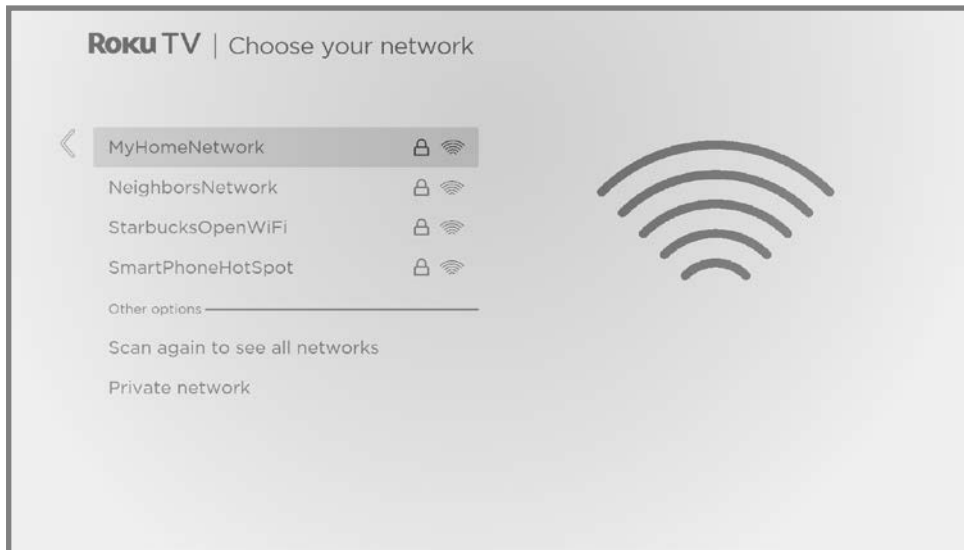 Roku TV | Choose your network
MyHomeNetwork
NeighborsNetwork
StarbucksOpenWiFi
SmartPhoneHotSpot
Other options
Scan again to see all networks
Private network